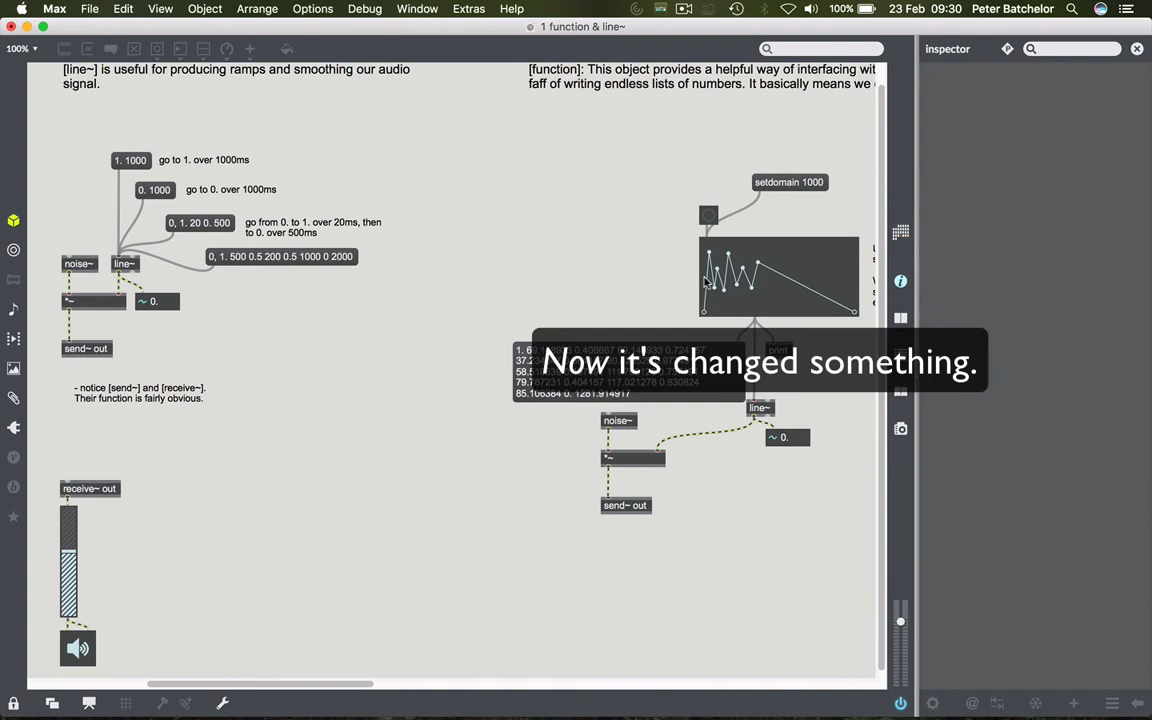 Max File Edit View Object Arrange Options Debug Window Extras Help 100% 23 Feb 09:30 Peter Batchelor
1 function & line~
100%
inspector
[line~] is useful for producing ramps and smoothing our audio
signal.
[function]: This object provides a helpful way of interfacing wit
faff of writing endless lists of numbers. It basically means we
1. 1000 go to 1. over 1000ms
0. 1000 go to 0. over 1000ms
0, 1. 20 0. 500 go from 0. to 1. over 20ms, then
to 0. over 500ms
0, 1. 500 0.5 200 0.5 1000 0 2000
noise~ line~
*~ ~ 0.
send~ out
- notice [send~] and [receive~].
Their function is fairly obvious.
receive~ out
setdomain 1000
print
Now it's changed something.
85.106384 0. 1281.914917
line~
noise~
~ 0.
*~
send~ out